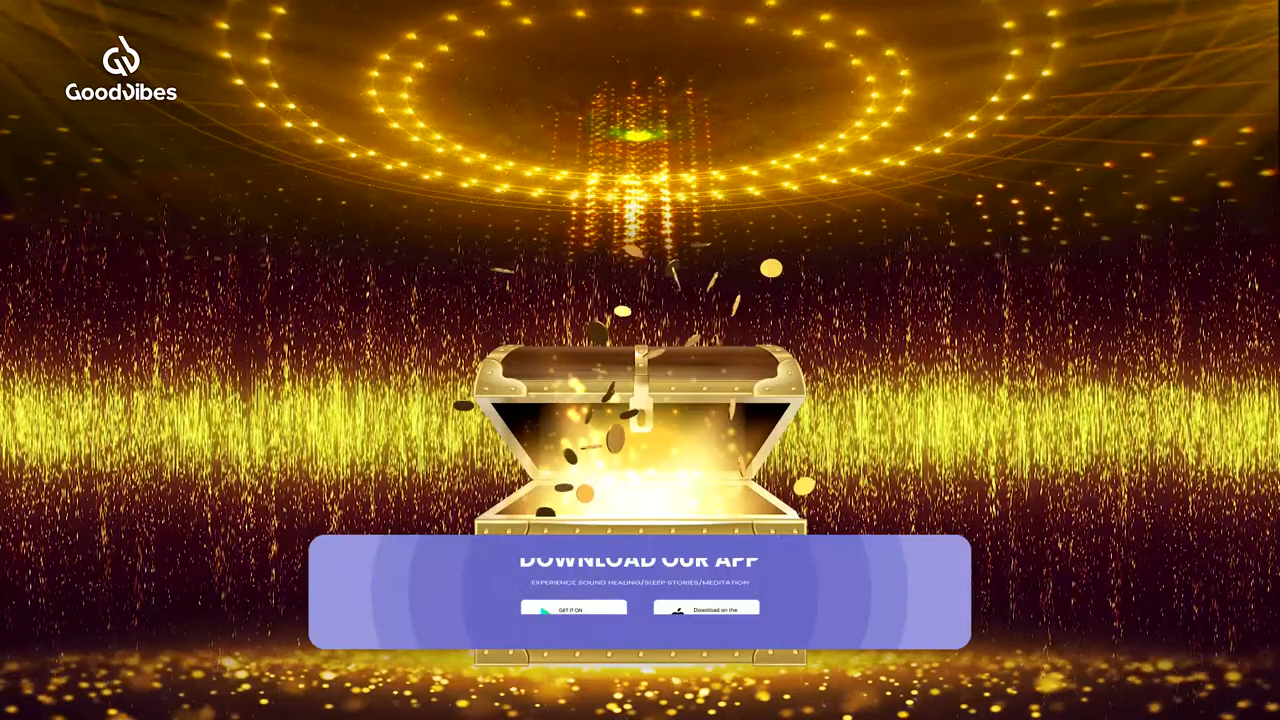 GoodVibes
DOWNLOAD OUR APP
EXPERIENCE SOUND HEALING/SLEEP STORIES/MEDITATION
GET IT ON
Download on the